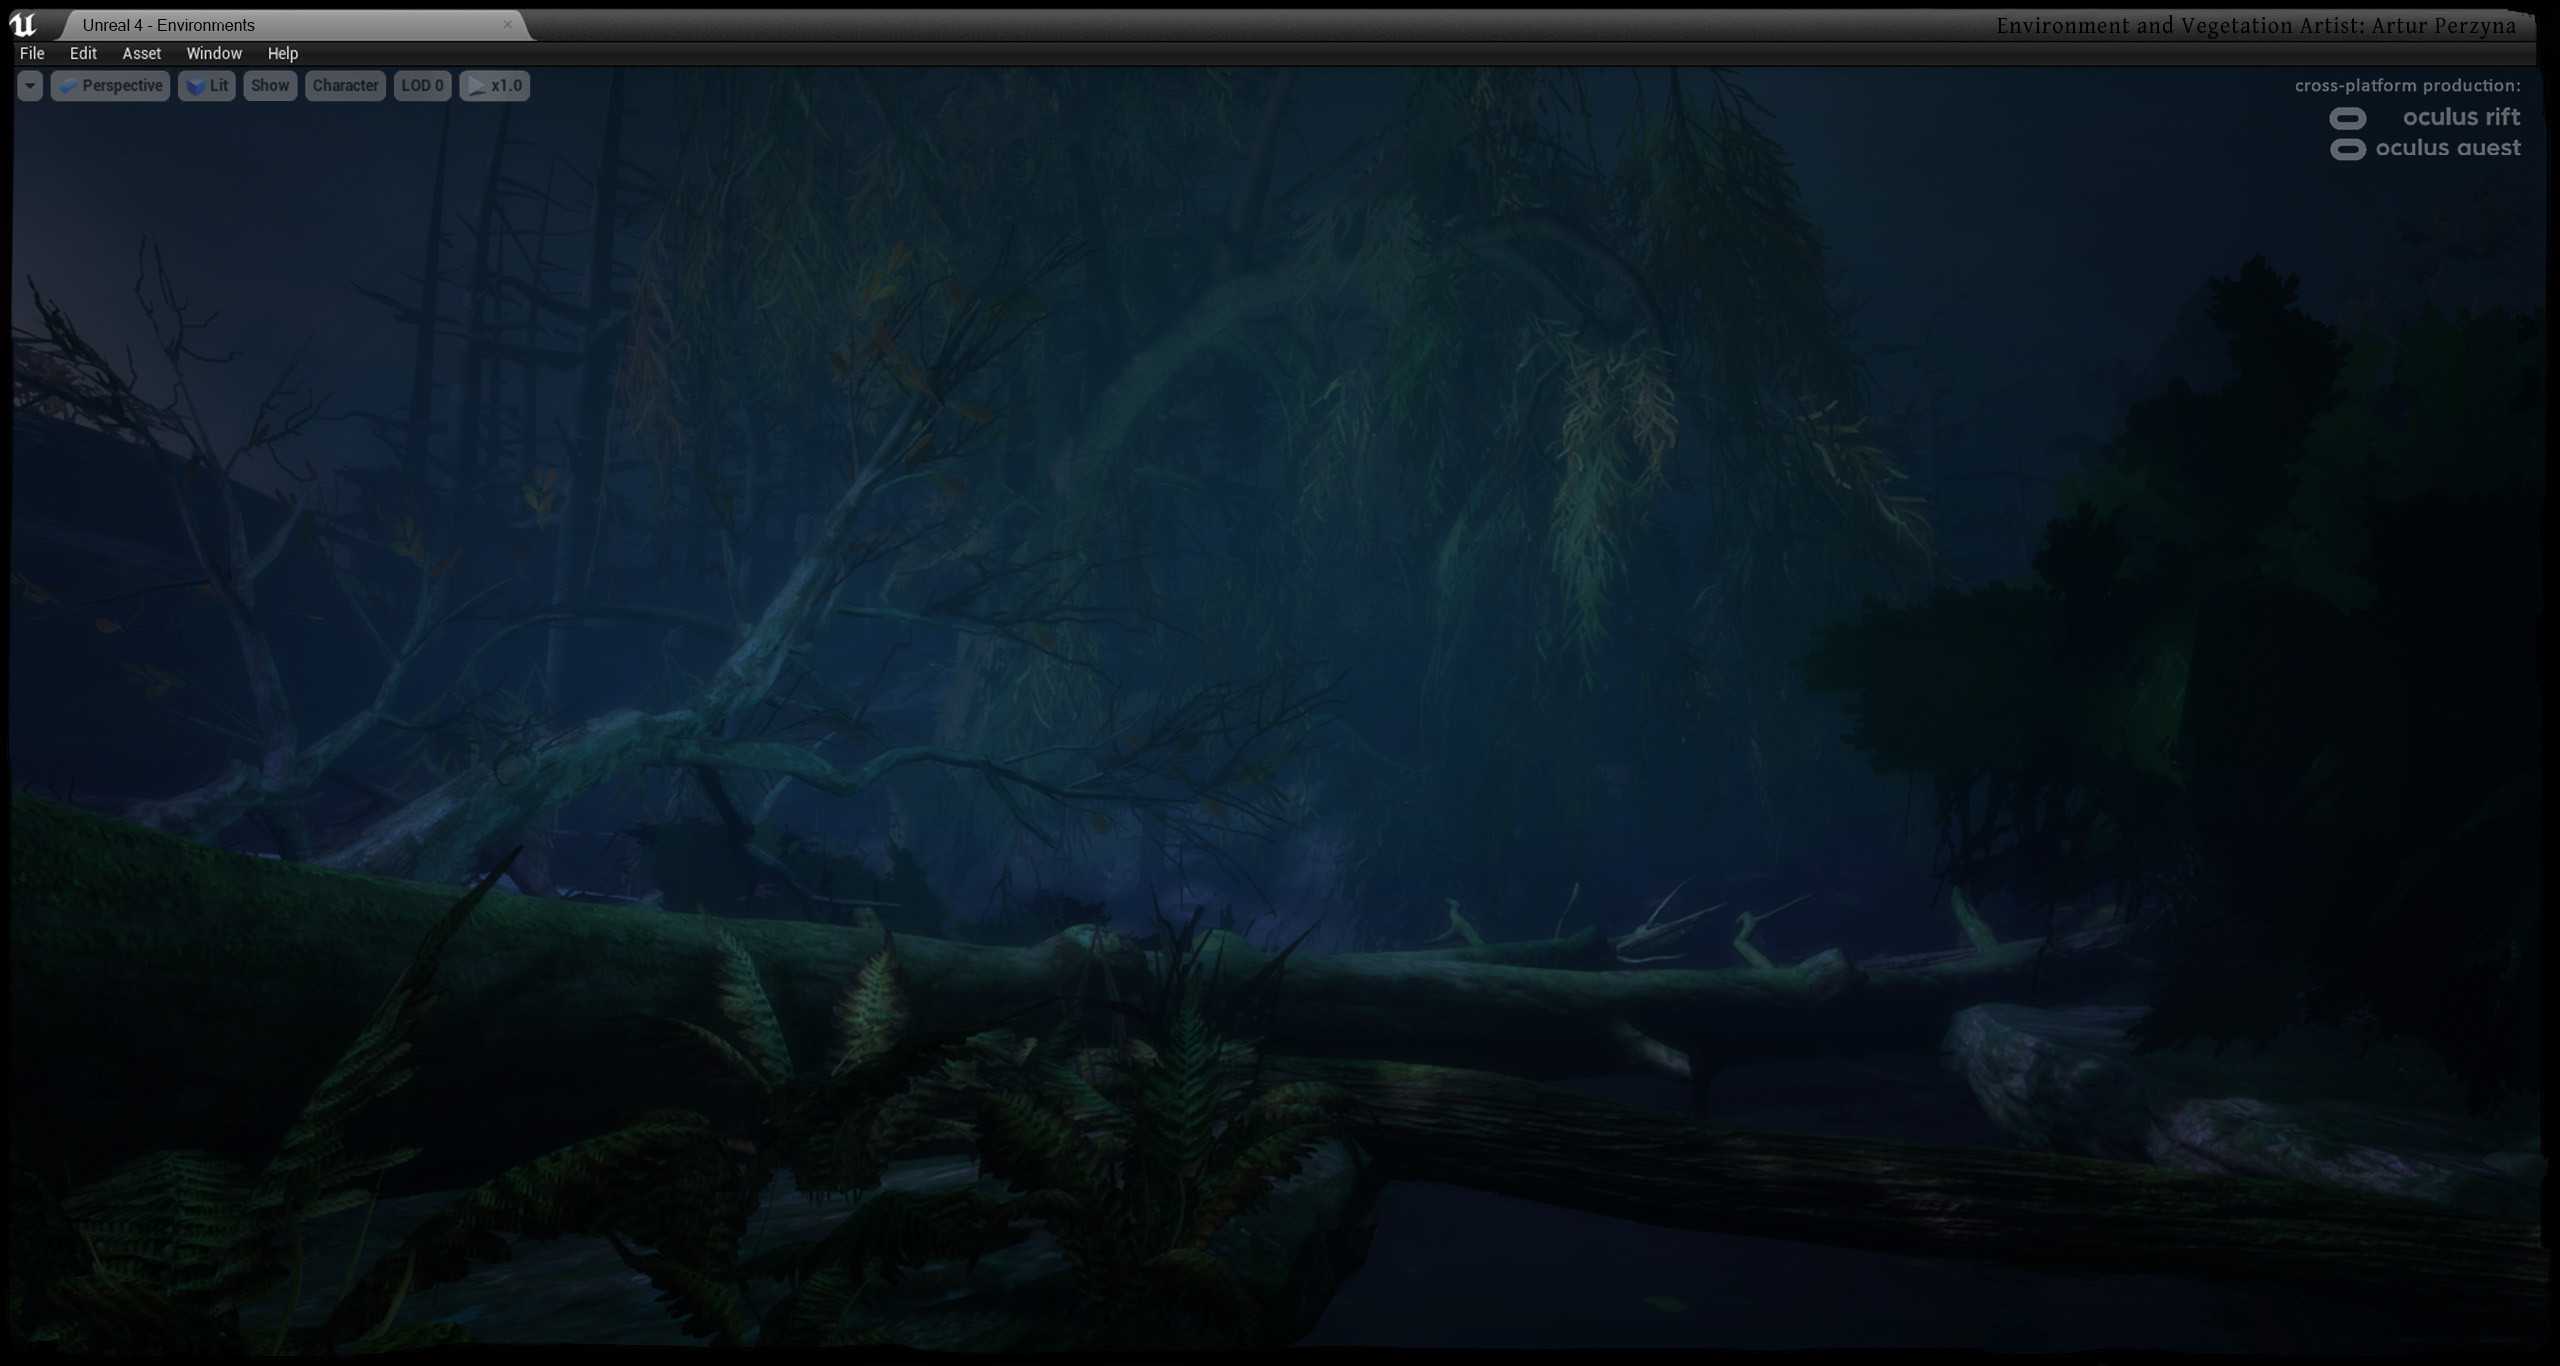 Unreal 4 - Environments ×
Environment and Vegetation Artist: Artur Perzyna
File Edit Asset Window Help
Perspective Lit Show Character LOD 0 x1.0
cross-platform production:
oculus rift
oculus quest